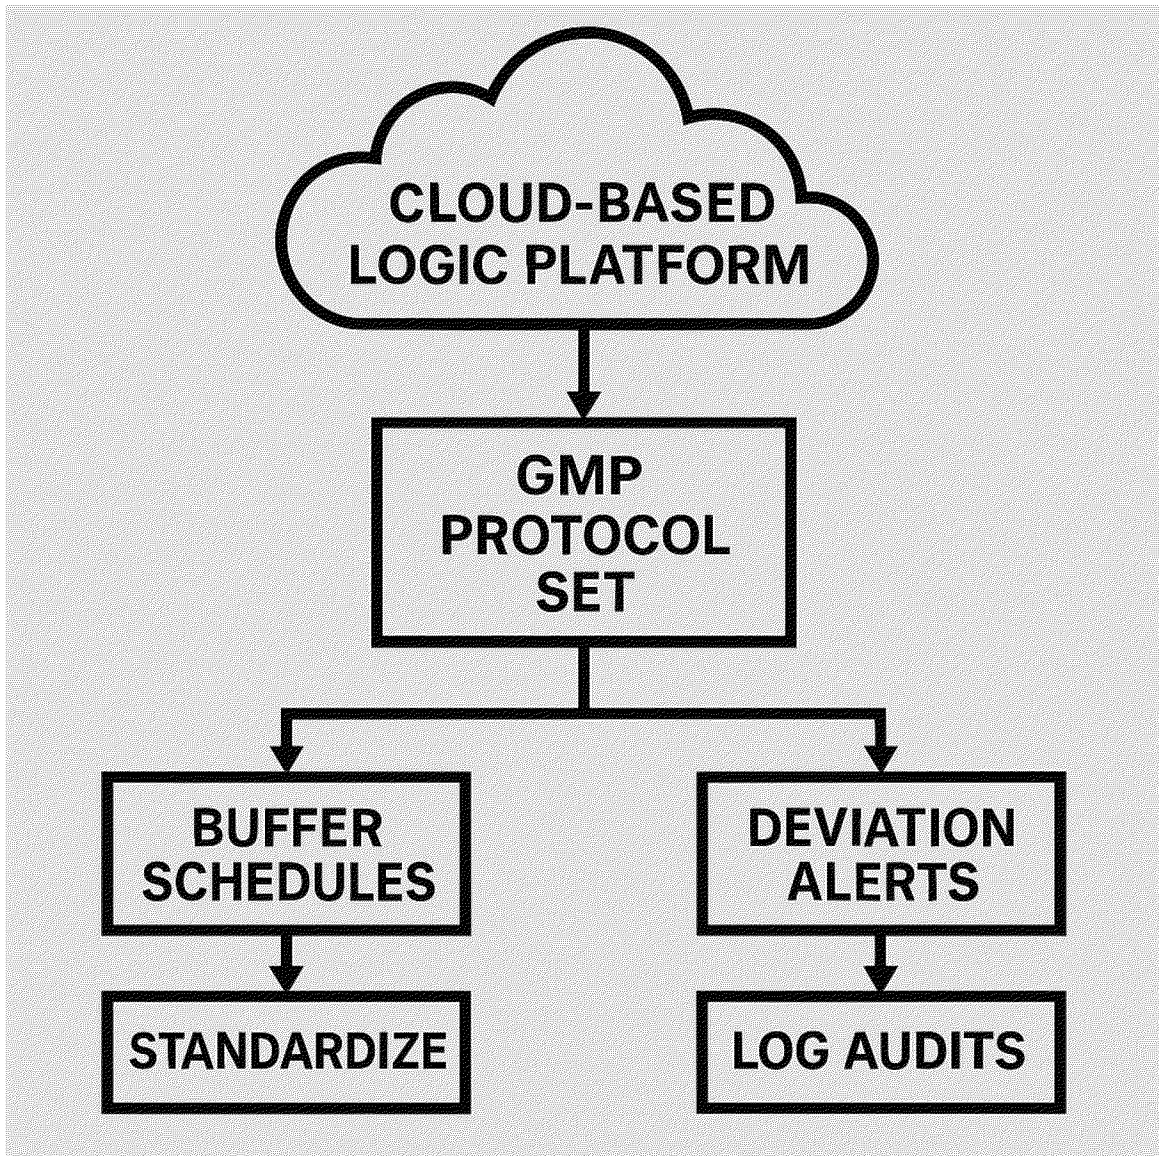 CLOUD-BASED
LOGIC PLATFORM
GMP
PROTOCOL
SET
BUFFER
SCHEDULES
DEVIATION
ALERTS
STANDARDIZE
LOG AUDITS